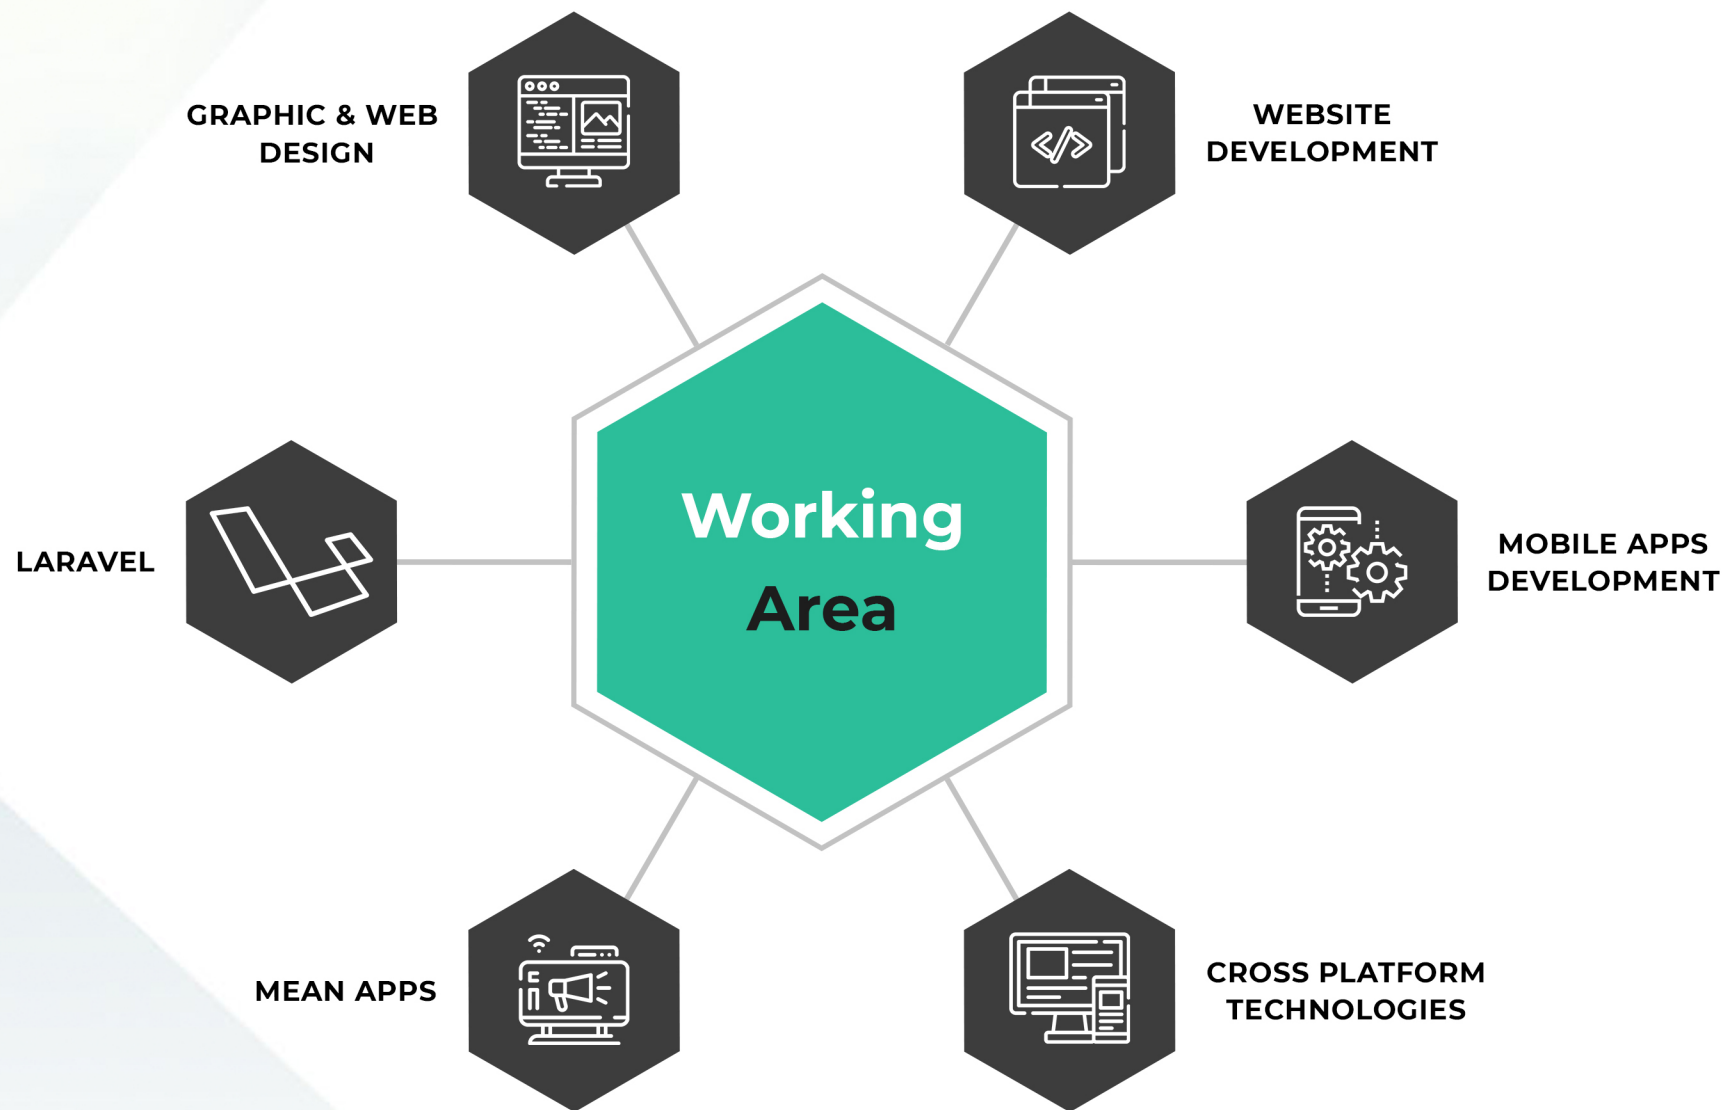 GRAPHIC & WEB
DESIGN
WEBSITE
DEVELOPMENT
LARAVEL
Working
Area
MOBILE APPS
DEVELOPMENT
MEAN APPS
CROSS PLATFORM
TECHNOLOGIES